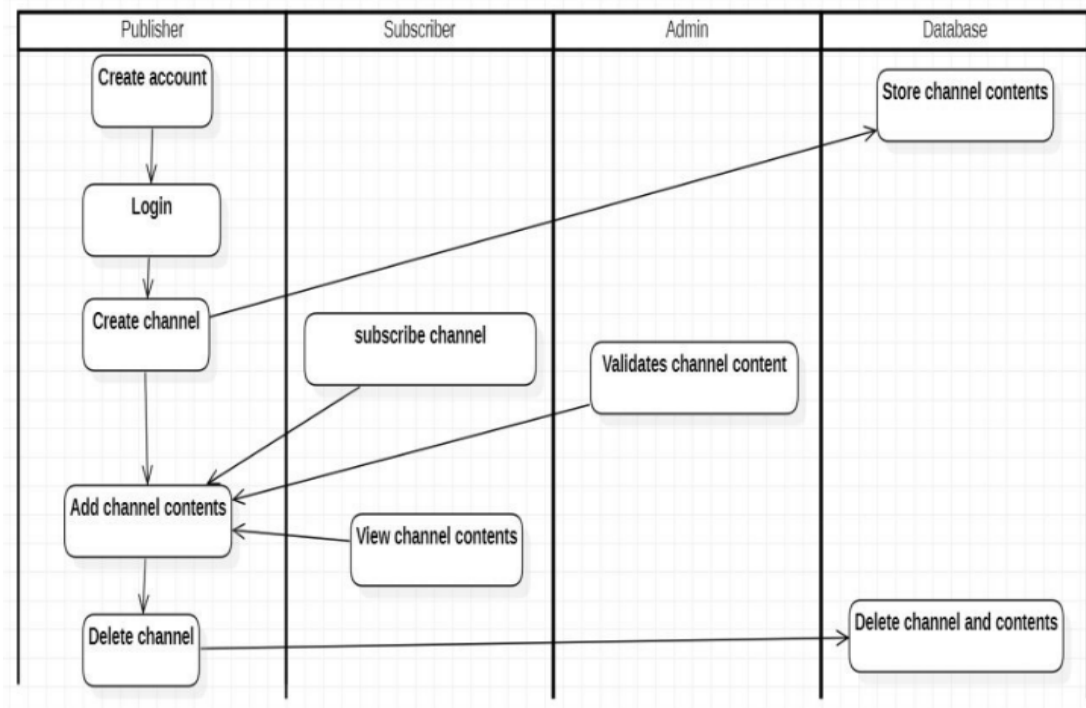 Publisher
Subscriber
Admin
Database
Create account
Store channel contents
Login
Create channel
subscribe channel
Validates channel content
Add channel contents
View channel contents
Delete channel
Delete channel and contents